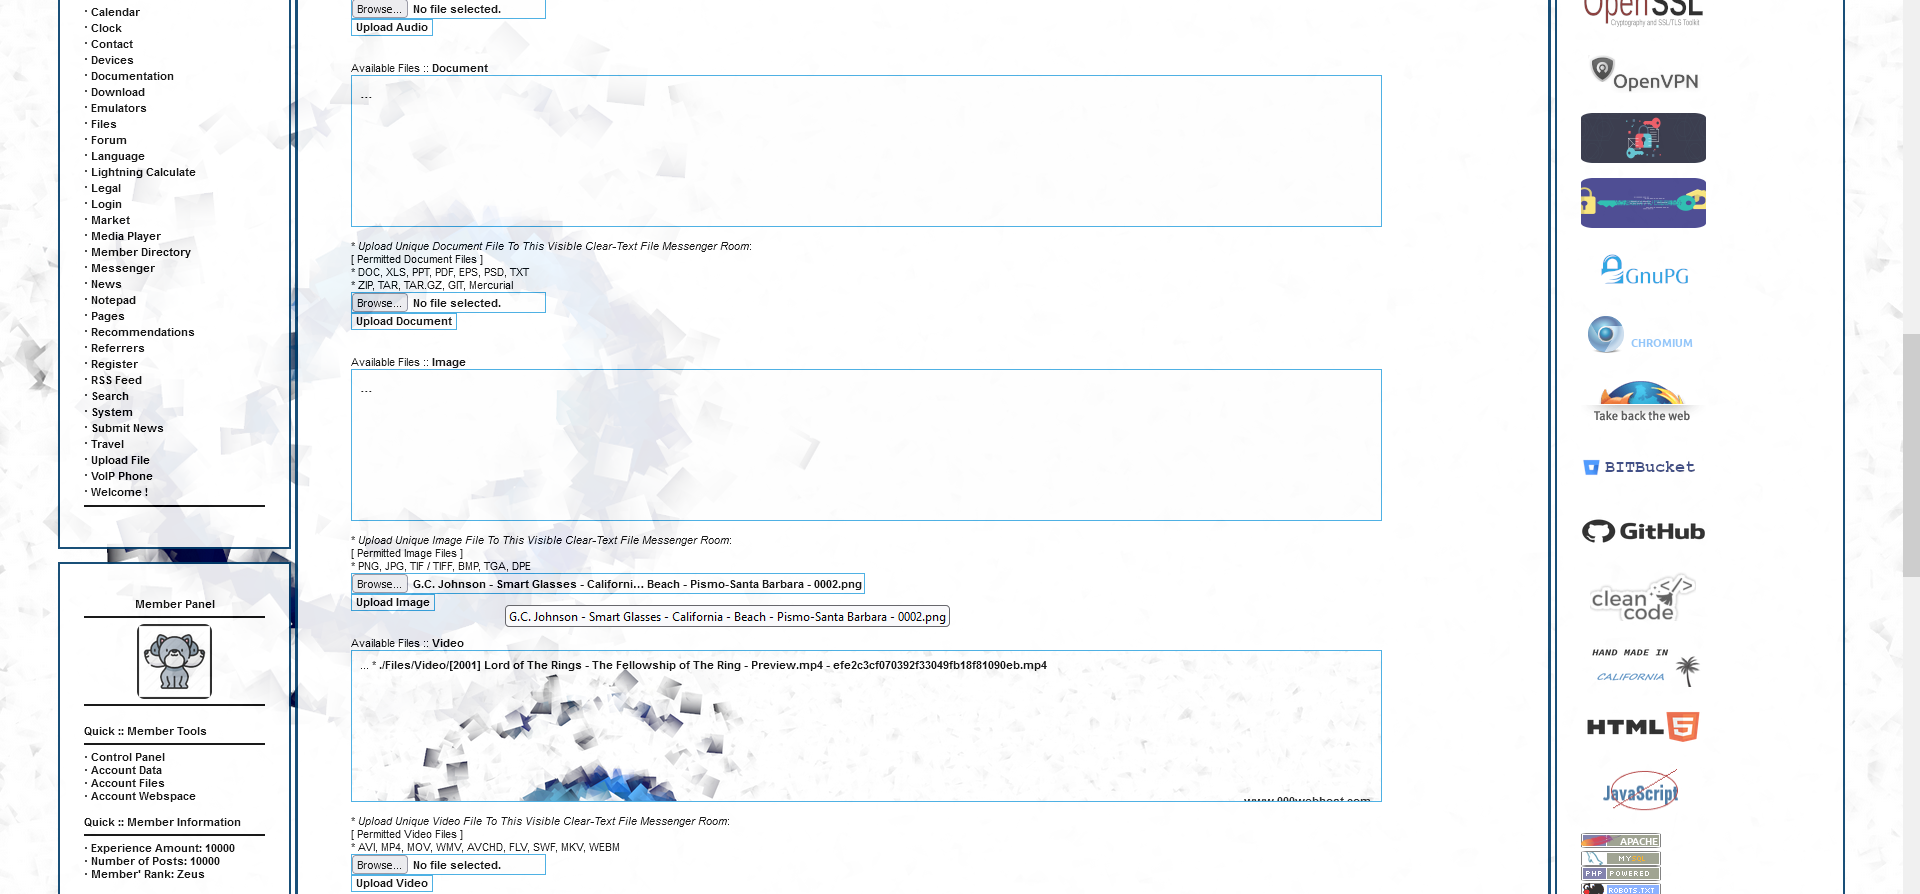 · Calendar
· Clock
· Contact
· Devices
· Documentation
· Download
· Emulators
· Files
· Forum
· Language
· Lightning Calculate
· Legal
· Login
· Market
· Media Player
· Member Directory
· Messenger
· News
· Notepad
· Pages
· Recommendations
· Referrers
· Register
· RSS Feed
· Search
· System
· Submit News
· Travel
· Upload File
· VoIP Phone
· Welcome !
Member Panel
Quick :: Member Tools
· Control Panel
· Account Data
· Account Files
· Account Webspace
Quick :: Member Information
· Experience Amount: 10000
· Number of Posts: 10000
· Member' Rank: Zeus
Browse... No file selected.
Upload Audio
Available Files :: Document
...
* Upload Unique Document File To This Visible Clear-Text File Messenger Room:
[ Permitted Document Files ]
* DOC, XLS, PPT, PDF, EPS, PSD, TXT
* ZIP, TAR, TAR.GZ, GIT, Mercurial
Browse... No file selected.
Upload Document
Available Files :: Image
...
* Upload Unique Image File To This Visible Clear-Text File Messenger Room:
[ Permitted Image Files ]
* PNG, JPG, TIF / TIFF, BMP, TGA, DPE
Browse... G.C. Johnson - Smart Glasses - Californi... Beach - Pismo-Santa Barbara - 0002.png
Upload Image
G.C. Johnson - Smart Glasses - California - Beach - Pismo-Santa Barbara - 0002.png
Available Files :: Video
... * ./Files/Video/[2001] Lord of The Rings - The Fellowship of The Ring - Preview.mp4 - efe2c3cf070392f33049fb18f81090eb.mp4
www.000webhost.com
* Upload Unique Video File To This Visible Clear-Text File Messenger Room:
[ Permitted Video Files ]
* AVI, MP4, MOV, WMV, AVCHD, FLV, SWF, MKV, WEBM
Browse... No file selected.
Upload Video
OpenSSL
Cryptography and SSL/TLS Toolkit
OpenVPN
GnuPG
CHROMIUM
Take back the web
BITBucket
GitHub
clean </>
code
HAND MADE IN
CALIFORNIA
HTML 5
JavaScript
APACHE
MYSQL
PHP POWERED
ROBOTS.TXT